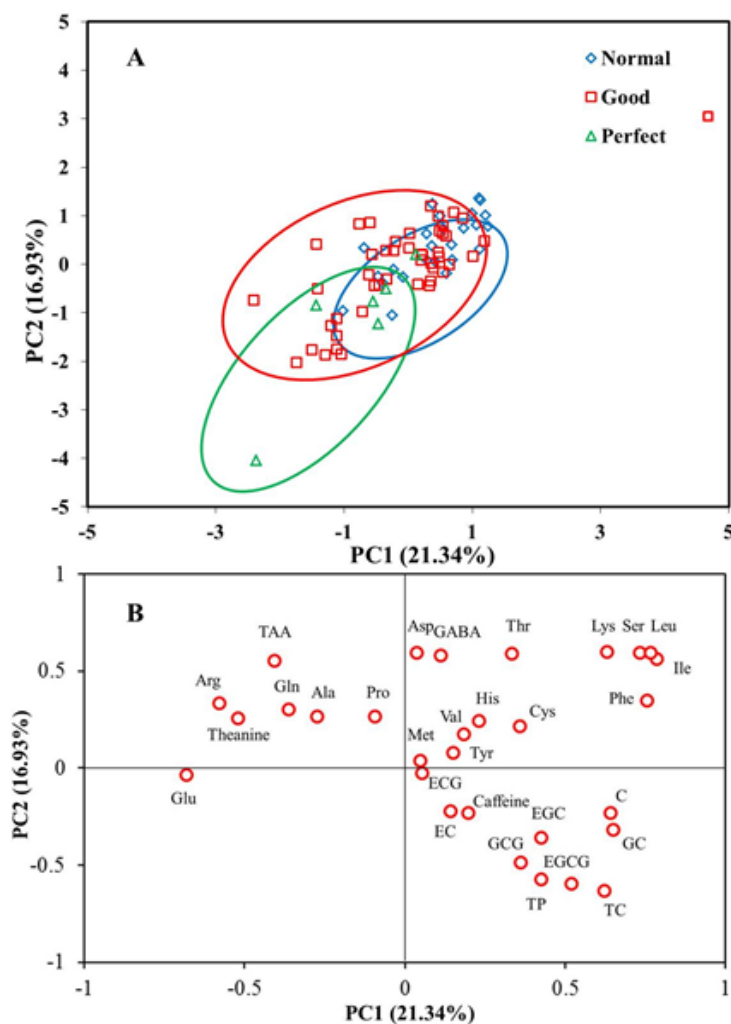 A
Normal
Good
Perfect
5
4
3
2
1
0
-1
-2
-3
-4
-5
PC2 (16.93%)
-5 -3 -1 1 3 5
PC1 (21.34%)
B
1
0.5
0
-0.5
-1
PC2 (16.93%)
TAA
Asp GABA Thr Lys Ser Leu
Ile
Arg Gln Ala Pro
Theanine
Phe
His
Val Cys
Met
Tyr
Glu
ECG
Caffeine
C
EC EGC
GCG GC
EGCG
TP TC
-1 -0.5 0 0.5 1
PC1 (21.34%)